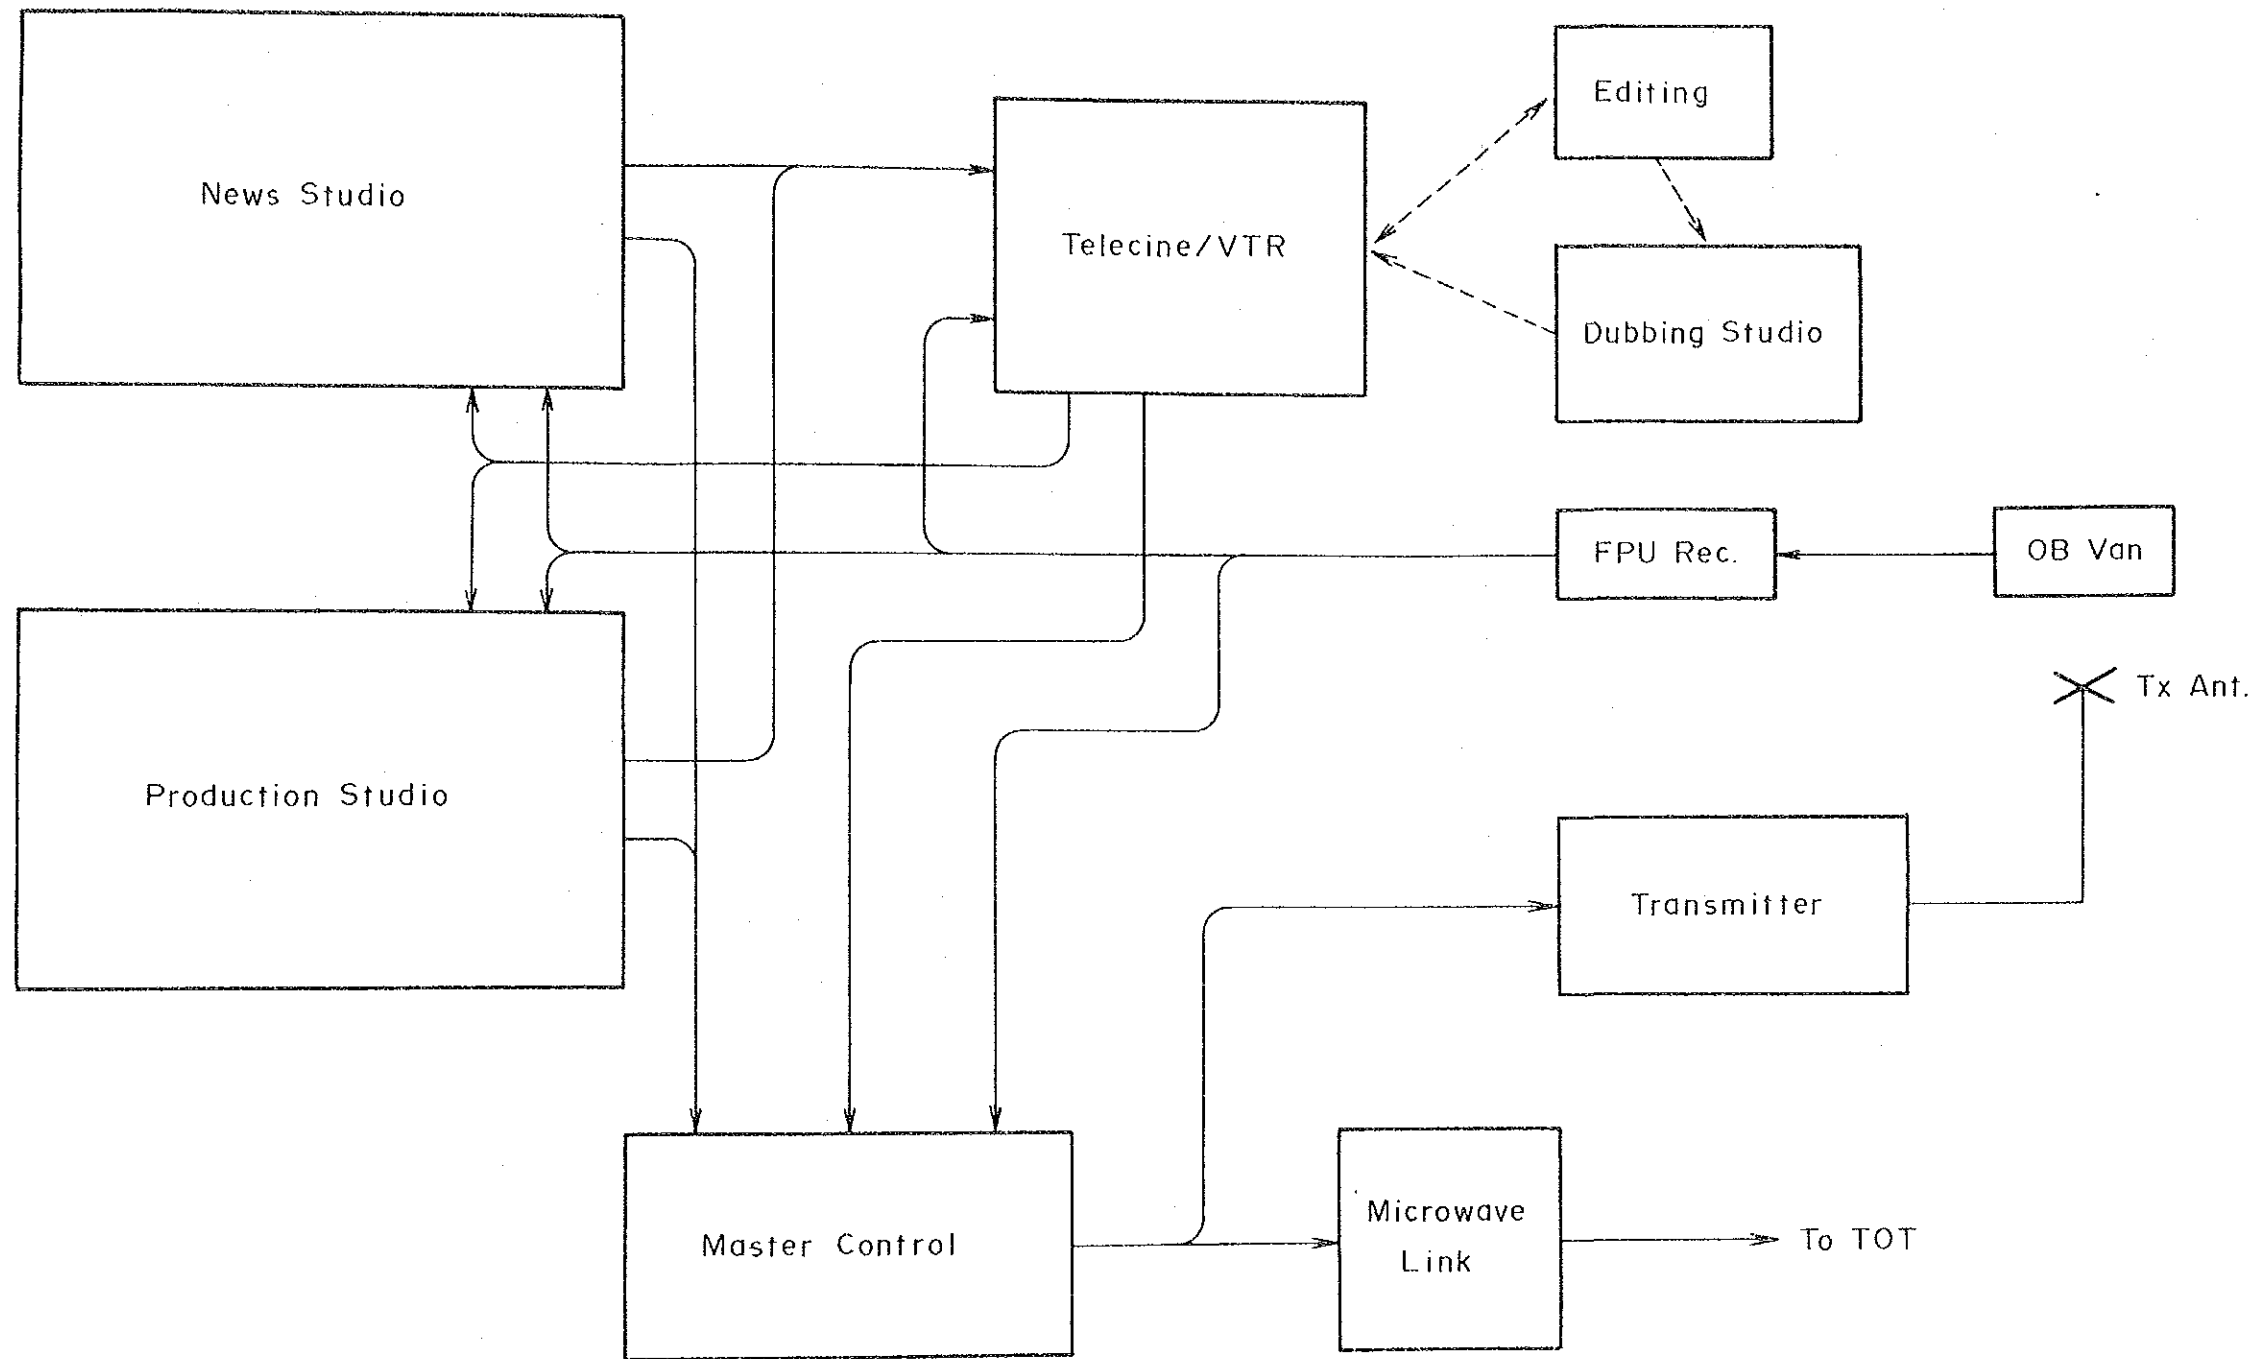 Editing
News Studio
Telecine/VTR
Dubbing Studio
FPU Rec.
OB Van
Tx Ant.
Production Studio
Transmitter
Microwave
Link
Master Control
To TOT